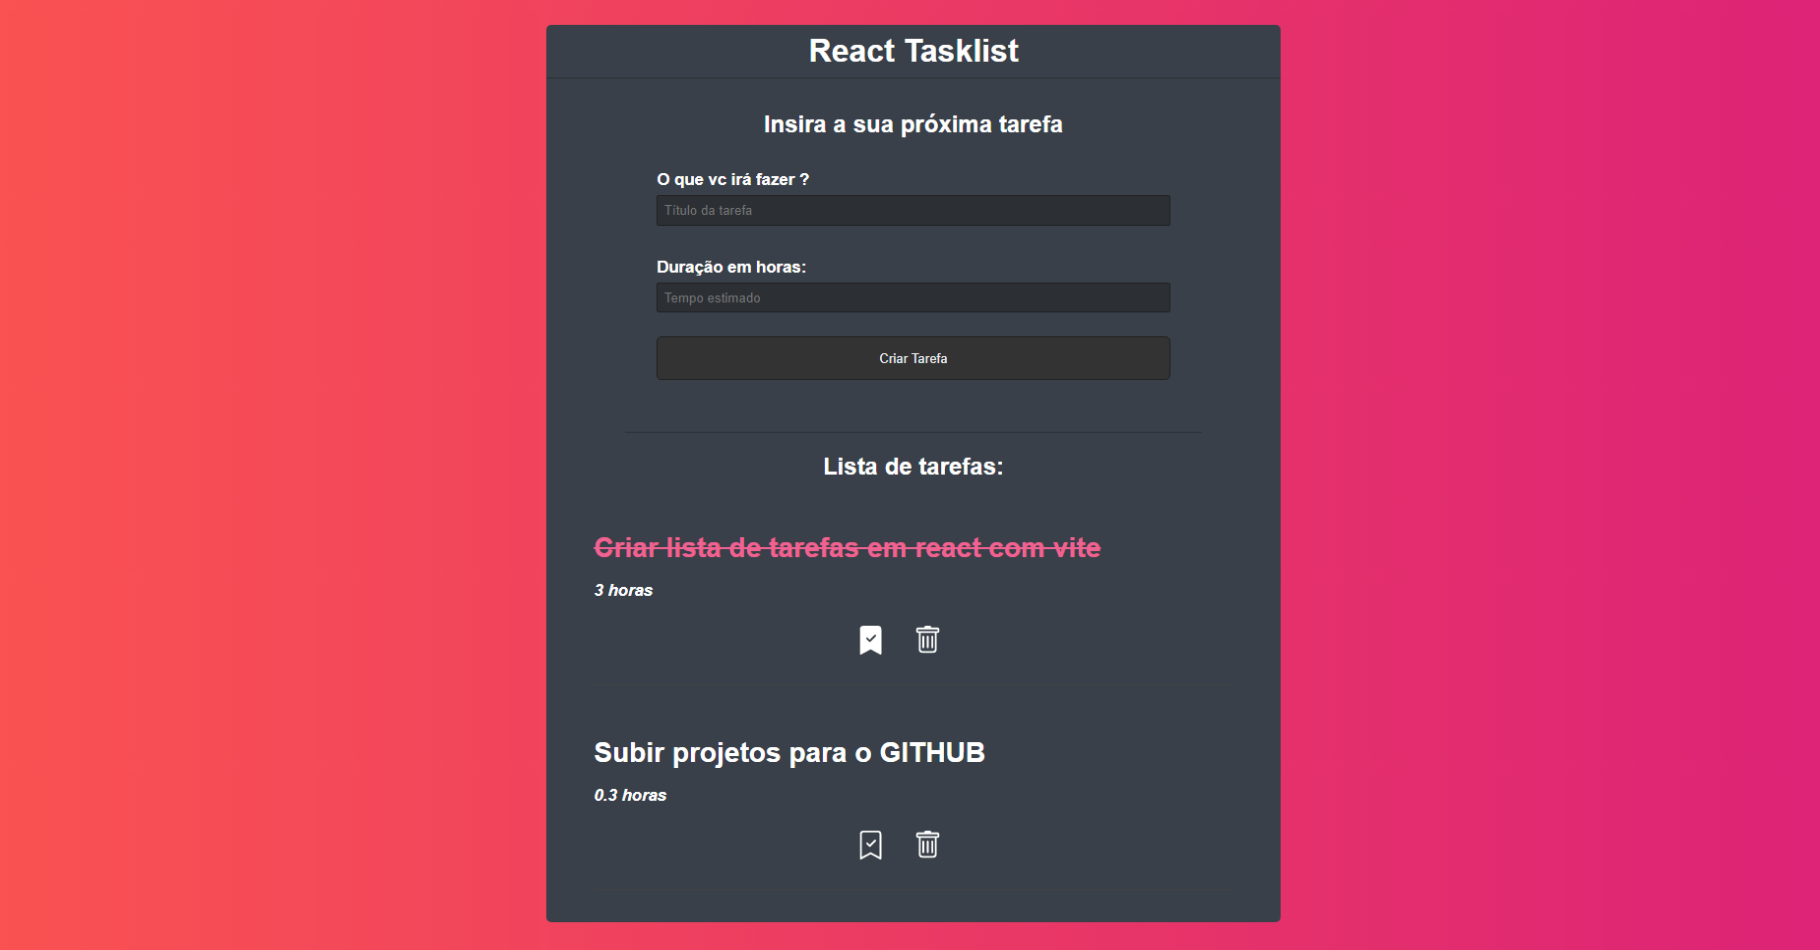 React Tasklist
Insira a sua próxima tarefa
O que vc irá fazer ?
Título da tarefa
Duração em horas:
Tempo estimado
Criar Tarefa
Lista de tarefas:
Criar lista de tarefas em react com vite
3 horas
Subir projetos para o GITHUB
0.3 horas